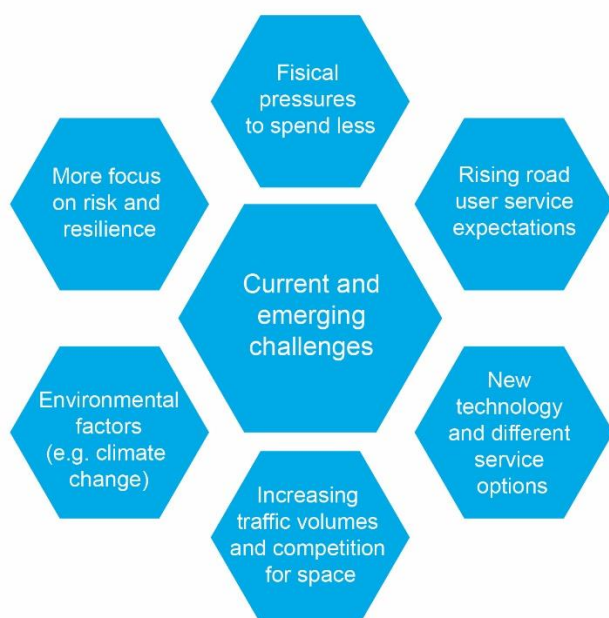 Fisical
pressures
to spend less
More focus
on risk and
resilience
Rising road
user service
expectations
Current and
emerging
challenges
Environmental
factors
(e.g. climate
change)
New
technology
and different
service
options
Increasing
traffic volumes
and competition
for space